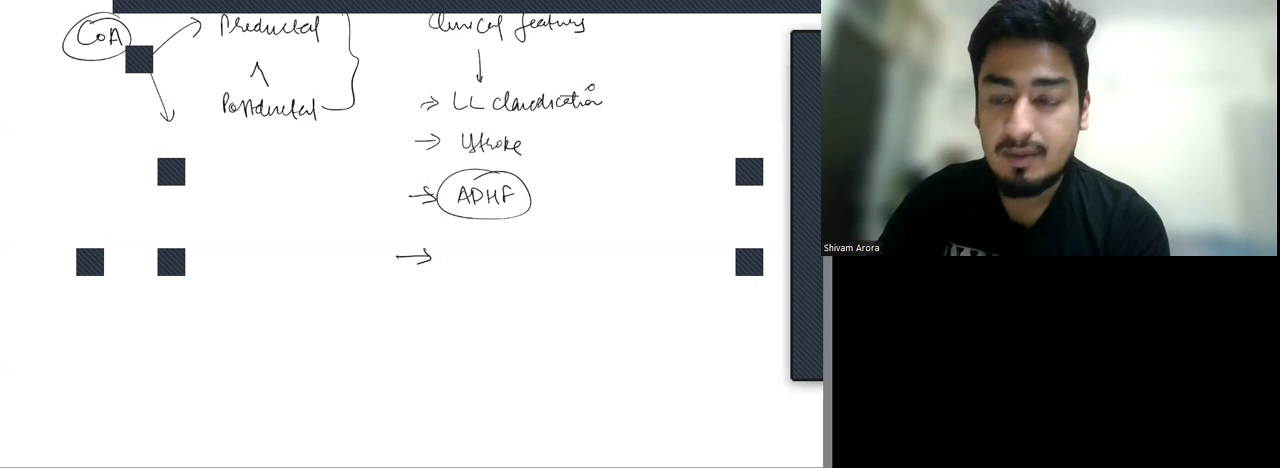 CoA
Preductal
Clinical features
Postductal
LL claudication
Stroke
ADHF
Shivam Arora